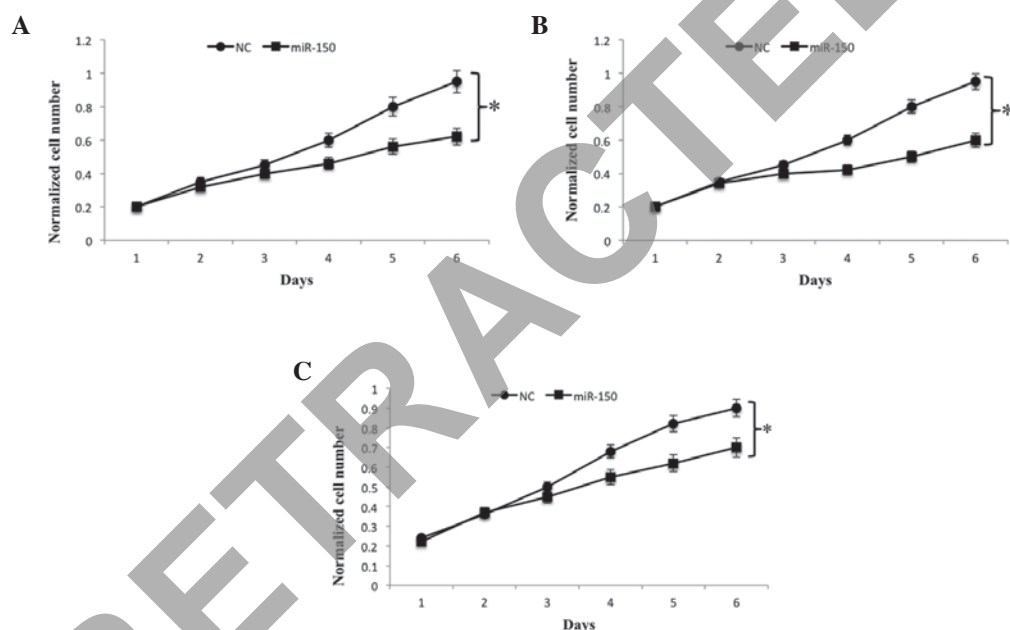 A
NC miR-150
1.2
1
0.8
0.6
0.4
0.2
0
Normalized cell number
1 2 3 4 5 6
Days
*
B
NC miR-150
1.2
1
0.8
0.6
0.4
0.2
0
Normalized cell number
1 2 3 4 5 6
Days
*
C
NC miR-150
1
0.9
0.8
0.7
0.6
0.5
0.4
0.3
0.2
0.1
0
Normalized cell number
1 2 3 4 5 6
Days
*
RETRACTED